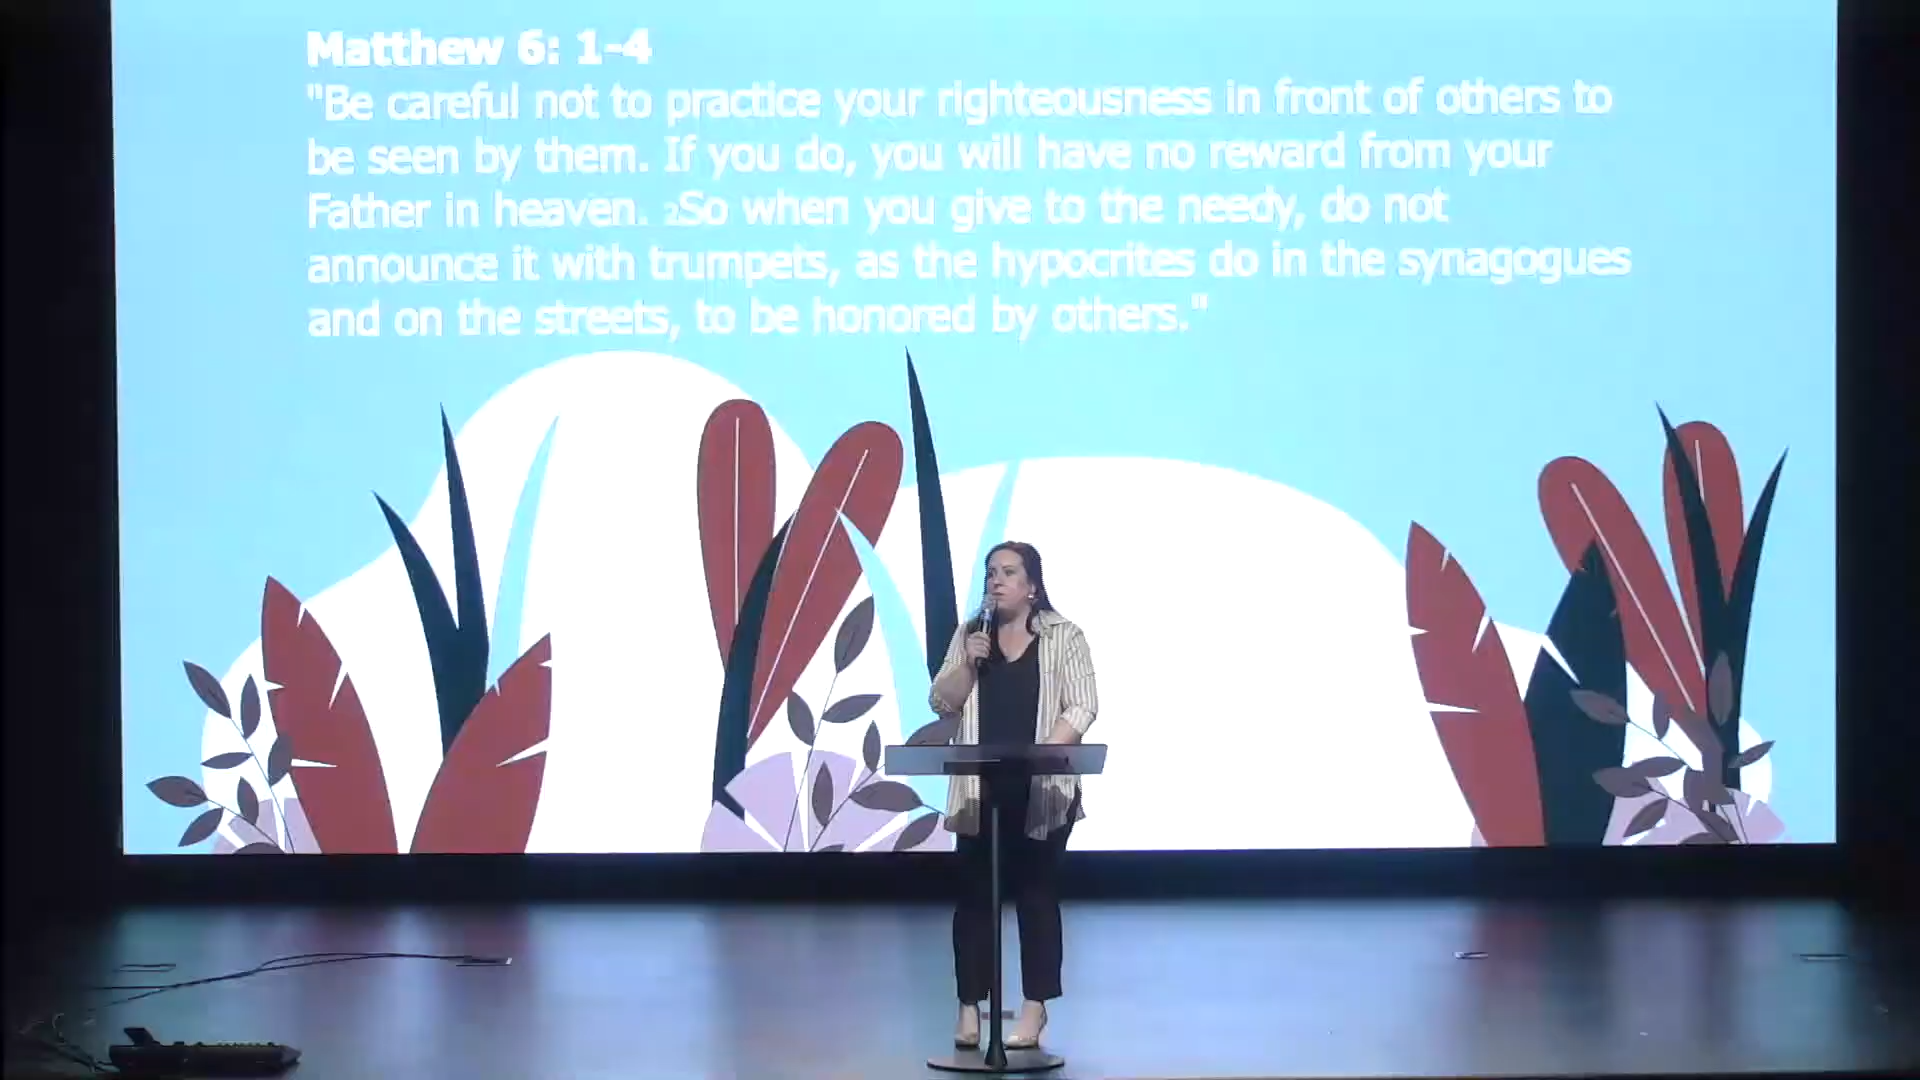 Matthew 6: 1-4
"Be careful not to practice your righteousness in front of others to
be seen by them. If you do, you will have no reward from your
Father in heaven. 2So when you give to the needy, do not
announce it with trumpets, as the hypocrites do in the synagogues
and on the streets, to be honored by others."